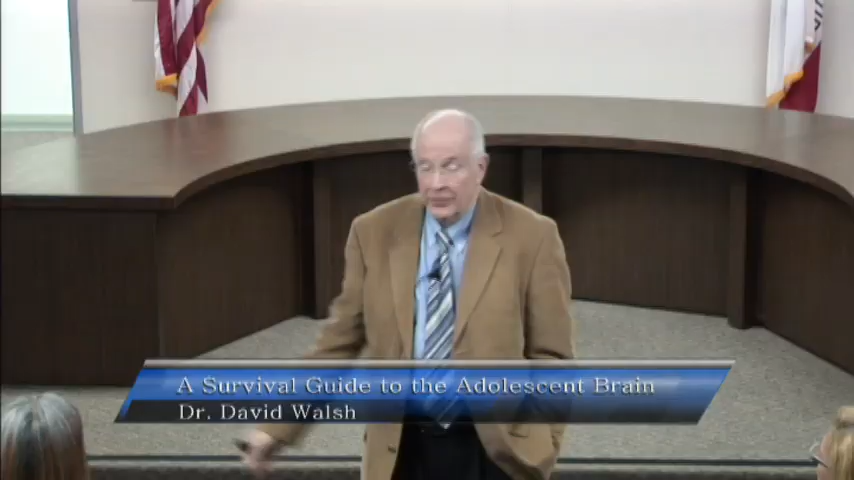 A Survival Guide to the Adolescent Brain
Dr. David Walsh